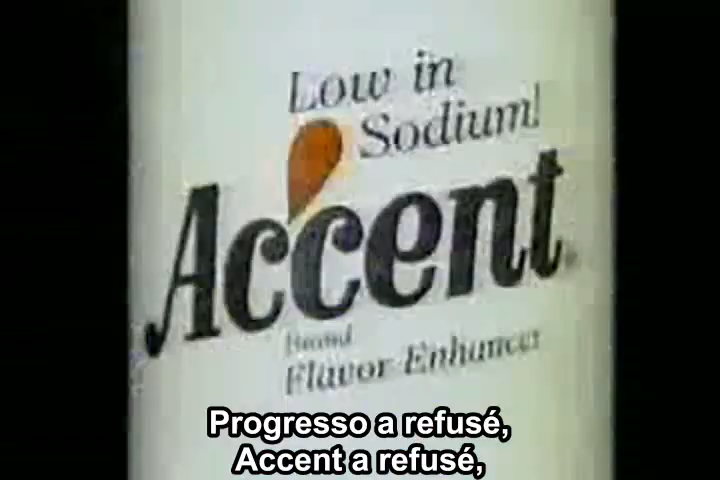 Low in
Sodium!
Accent
Brand
Flavor Enhancer
Progresso a refusé,
Accent a refusé,